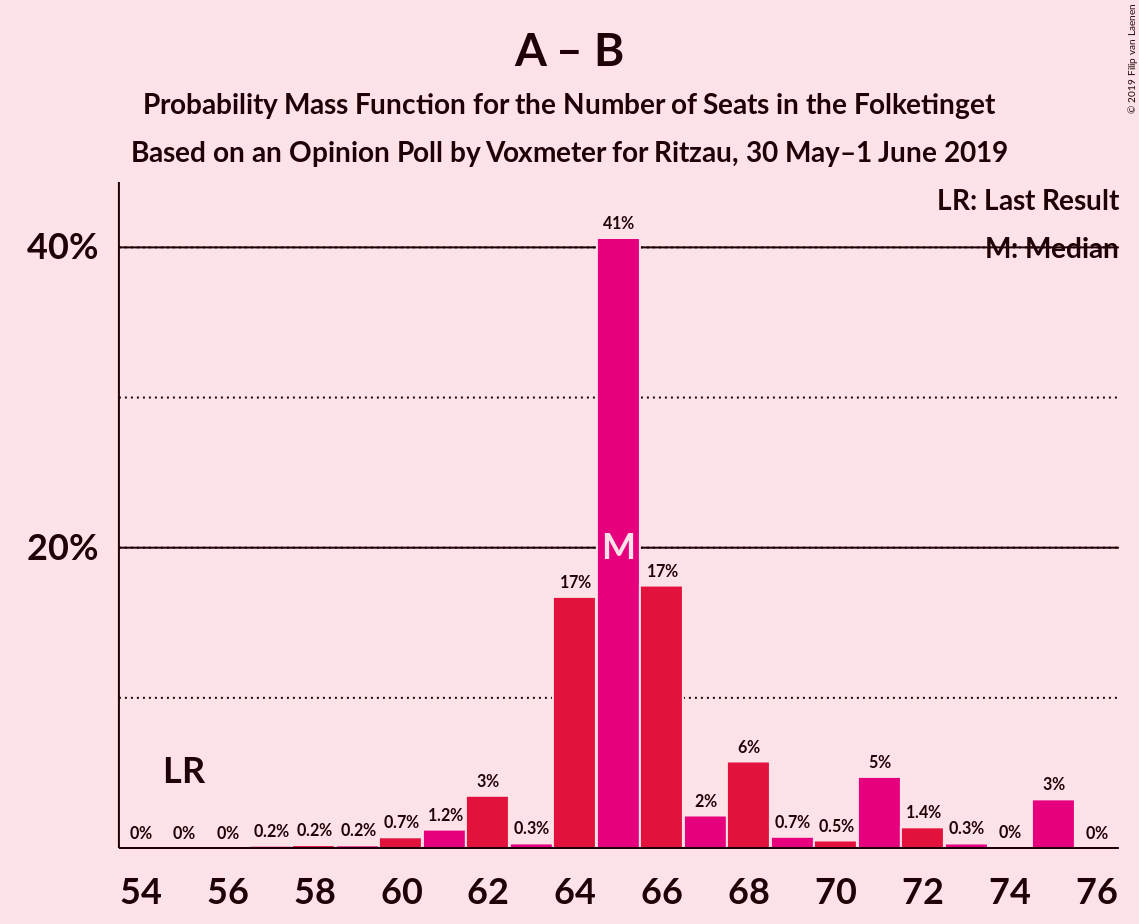 A – B
Probability Mass Function for the Number of Seats in the Folketinget
Based on an Opinion Poll by Voxmeter for Ritzau, 30 May–1 June 2019
© 2019 Filip van Laenen
LR: Last Result
M: Median
40%
20%
41%
M
17%
17%
LR
0%
0%
0%
0.2%
0.2%
0.2%
0.7%
1.2%
3%
0.3%
2%
6%
0.7%
0.5%
5%
1.4%
0.3%
0%
3%
0%
54 56 58 60 62 64 66 68 70 72 74 76